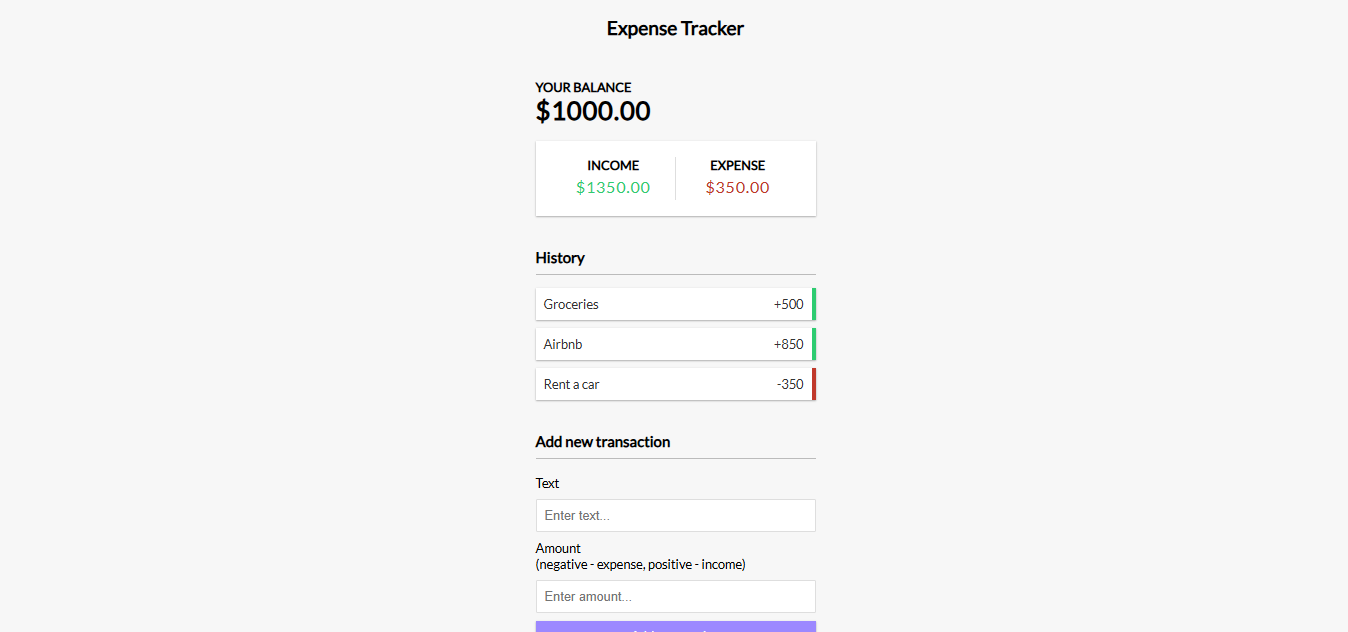 Expense Tracker
YOUR BALANCE
$1000.00
INCOME EXPENSE
$1350.00 $350.00
History
Groceries +500
Airbnb +850
Rent a car -350
Add new transaction
Text
Enter text...
Amount
(negative - expense, positive - income)
Enter amount...